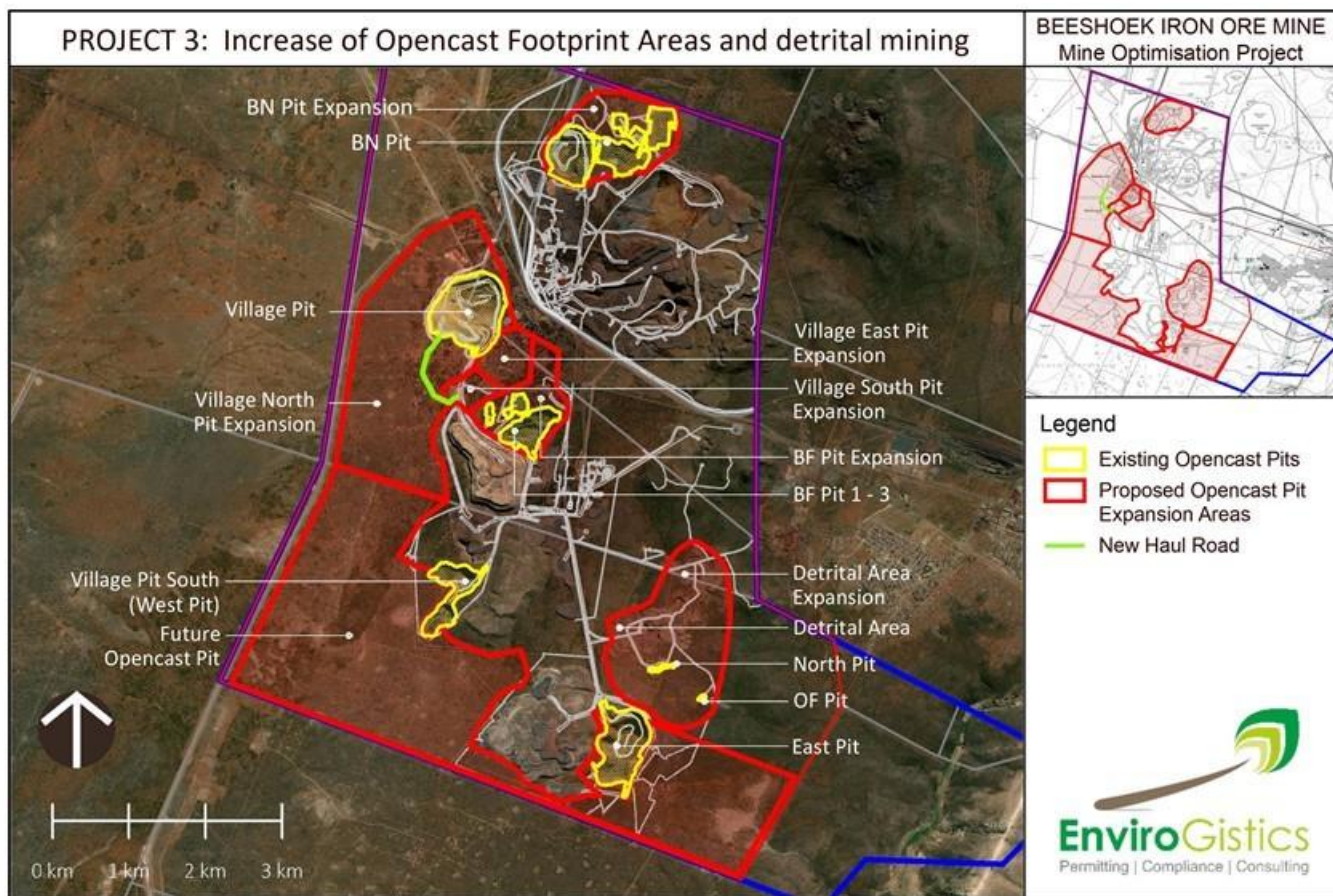 PROJECT 3: Increase of Opencast Footprint Areas and detrital mining
BEESHOEK IRON ORE MINE
Mine Optimisation Project
BN Pit Expansion
BN Pit
Village Pit
Village North
Pit Expansion
Village Pit South
(West Pit)
Future
Opencast Pit
Village East Pit
Expansion
Village South Pit
Expansion
BF Pit Expansion
BF Pit 1 - 3
Detrital Area
Expansion
Detrital Area
North Pit
OF Pit
East Pit
0 km 1 km 2 km 3 km
Legend
Existing Opencast Pits
Proposed Opencast Pit
Expansion Areas
New Haul Road
EnviroGistics
Permitting | Compliance | Consulting